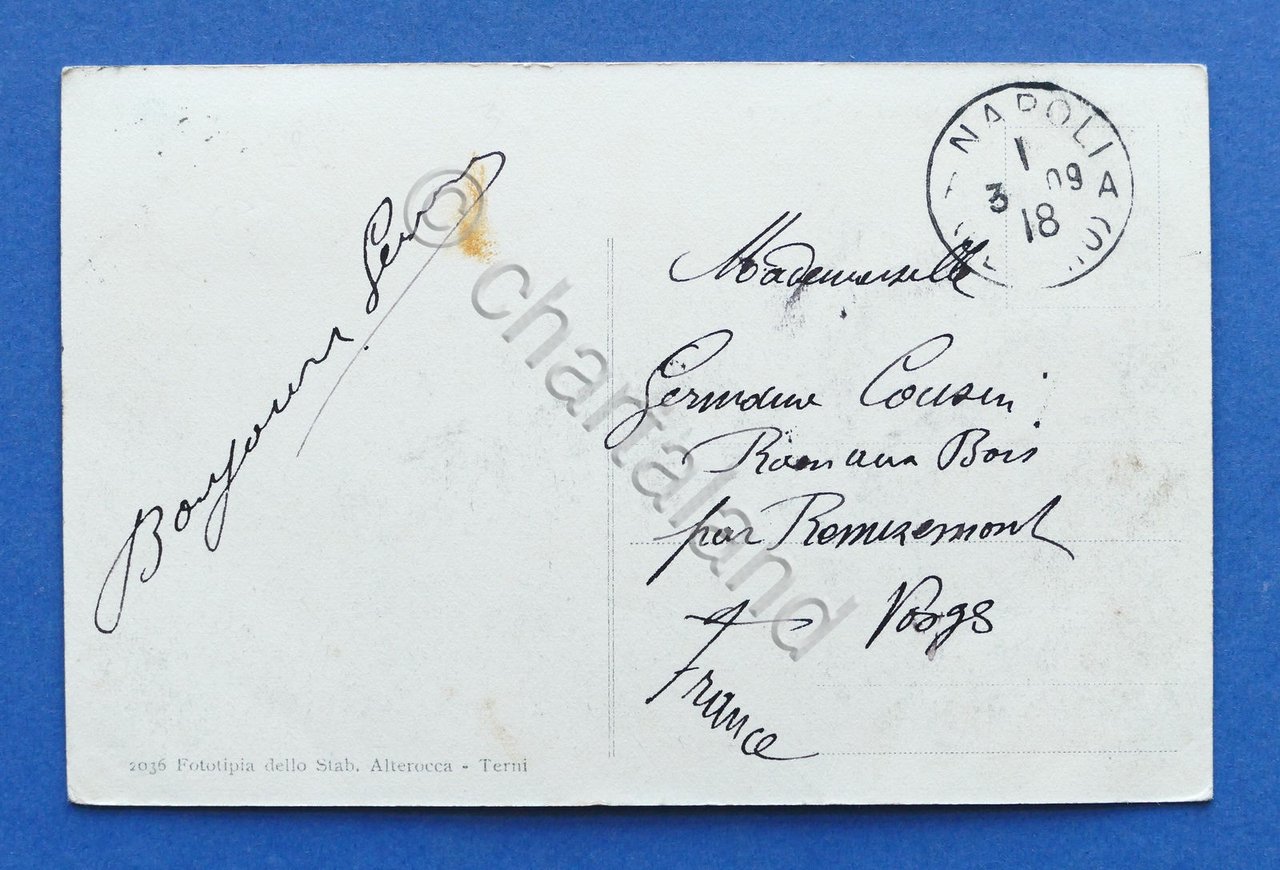 Bonjour
NAPOLI
1
3 09
18
Mademoiselle
Germaine Cousin
aux Bois
par Remiremont
Vosges
France
2036 Fototipia dello Stab. Alterocca - Terni
© chartaland